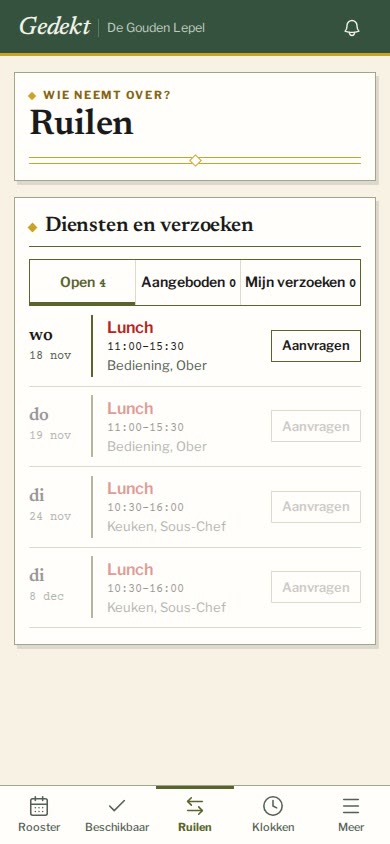 Gedekt De Gouden Lepel
WIE NEEMT OVER?
Ruilen
Diensten en verzoeken
Open 4 Aangeboden 0 Mijn verzoeken 0
wo
18 nov
Lunch
11:00–15:30
Bediening, Ober
Aanvragen
do
19 nov
Lunch
11:00–15:30
Bediening, Ober
Aanvragen
di
24 nov
Lunch
10:30–16:00
Keuken, Sous-Chef
Aanvragen
di
8 dec
Lunch
10:30–16:00
Keuken, Sous-Chef
Aanvragen
Rooster Beschikbaar Ruilen Klokken Meer